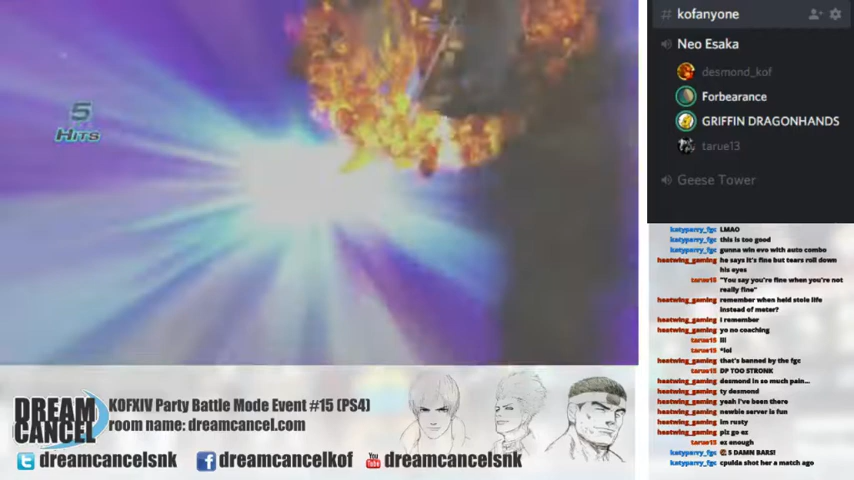 5
HITS
# kofanyone
Neo Esaka
desmond_kof
Forbearance
GRIFFIN DRAGONHANDS
tarue13
Geese Tower
katyparry_fgc LMAO
katyparry_fgc this is too good
katyparry_fgc gunna win evo with auto combo
heatwing_gaming he says it's fine but tears roll down
his eyes
tarue13 "You say you're fine when you're not
really fine"
heatwing_gaming remember when held stole life
instead of meter?
heatwing_gaming I remember
heatwing_gaming yo no coaching
tarue13 lll
tarue13 *lol
heatwing_gaming that's banned by the fgc
tarue13 DP TOO STRONK
heatwing_gaming desmond in so much pain...
heatwing_gaming ty desmond
heatwing_gaming yeah I've been there
heatwing_gaming newbie server is fun
heatwing_gaming im rusty
heatwing_gaming plz go ez
tarue13 ez enough
katyparry_fgc 5 DAMN BARS!
katyparry_fgc cpulda shot her a match ago
DREAM
CANCEL
KOFXIV Party Battle Mode Event #15 (PS4)
room name: dreamcancel.com
dreamcancelsnk
dreamcancelkof
You Tube
dreamcancelsnk